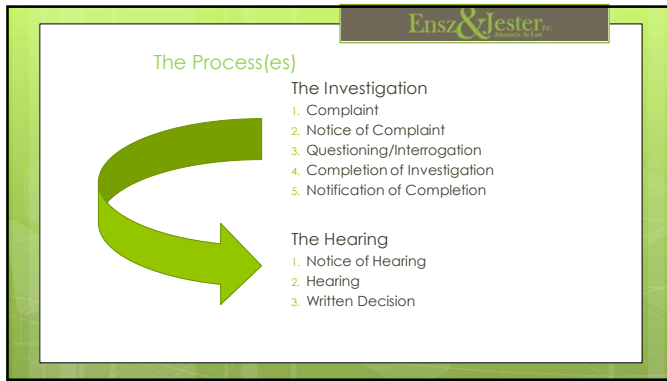 Ensz&Jester P.C.
Attorneys At Law
The Process(es)
The Investigation
1. Complaint
2. Notice of Complaint
3. Questioning/Interrogation
4. Completion of Investigation
5. Notification of Completion
The Hearing
1. Notice of Hearing
2. Hearing
3. Written Decision